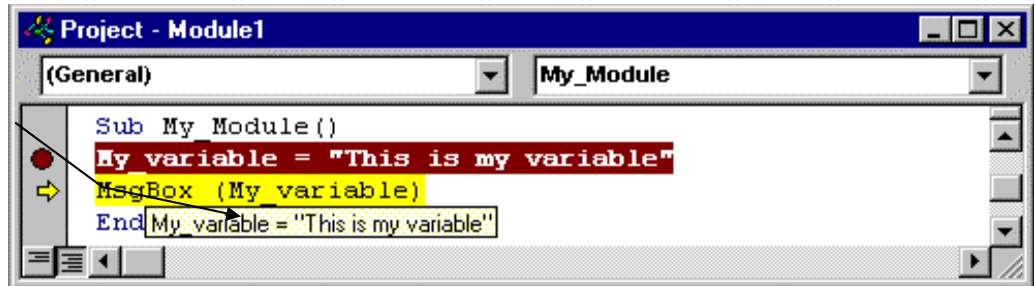 Project - Module1
(General) My_Module
Sub My_Module()
My_variable = "This is my variable"
MsgBox (My_variable)
End
My_variable = "This is my variable"